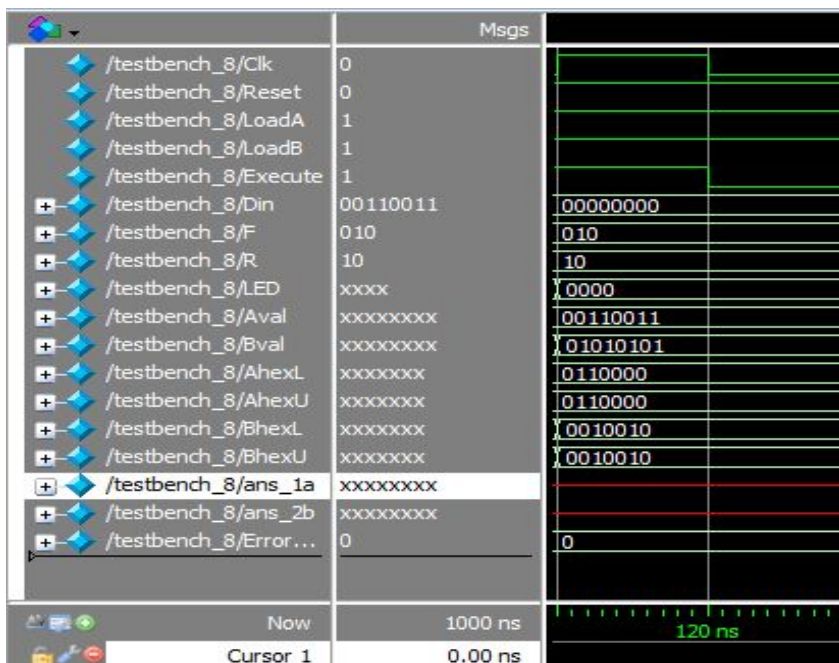 Msgs
/testbench_8/Clk 0
/testbench_8/Reset 0
/testbench_8/LoadA 1
/testbench_8/LoadB 1
/testbench_8/Execute 1
/testbench_8/Din 00110011 00000000
/testbench_8/F 010 010
/testbench_8/R 10 10
/testbench_8/LED xxxx 0000
/testbench_8/Aval xxxxxxxx 00110011
/testbench_8/Bval xxxxxxxx 01010101
/testbench_8/AhexL xxxxxxx 0110000
/testbench_8/AhexU xxxxxxx 0110000
/testbench_8/BhexL xxxxxxx 0010010
/testbench_8/BhexU xxxxxxx 0010010
/testbench_8/ans_1a xxxxxxxx
/testbench_8/ans_2b xxxxxxxx
/testbench_8/Error... 0 0
Now 1000 ns 120 ns
Cursor 1 0.00 ns